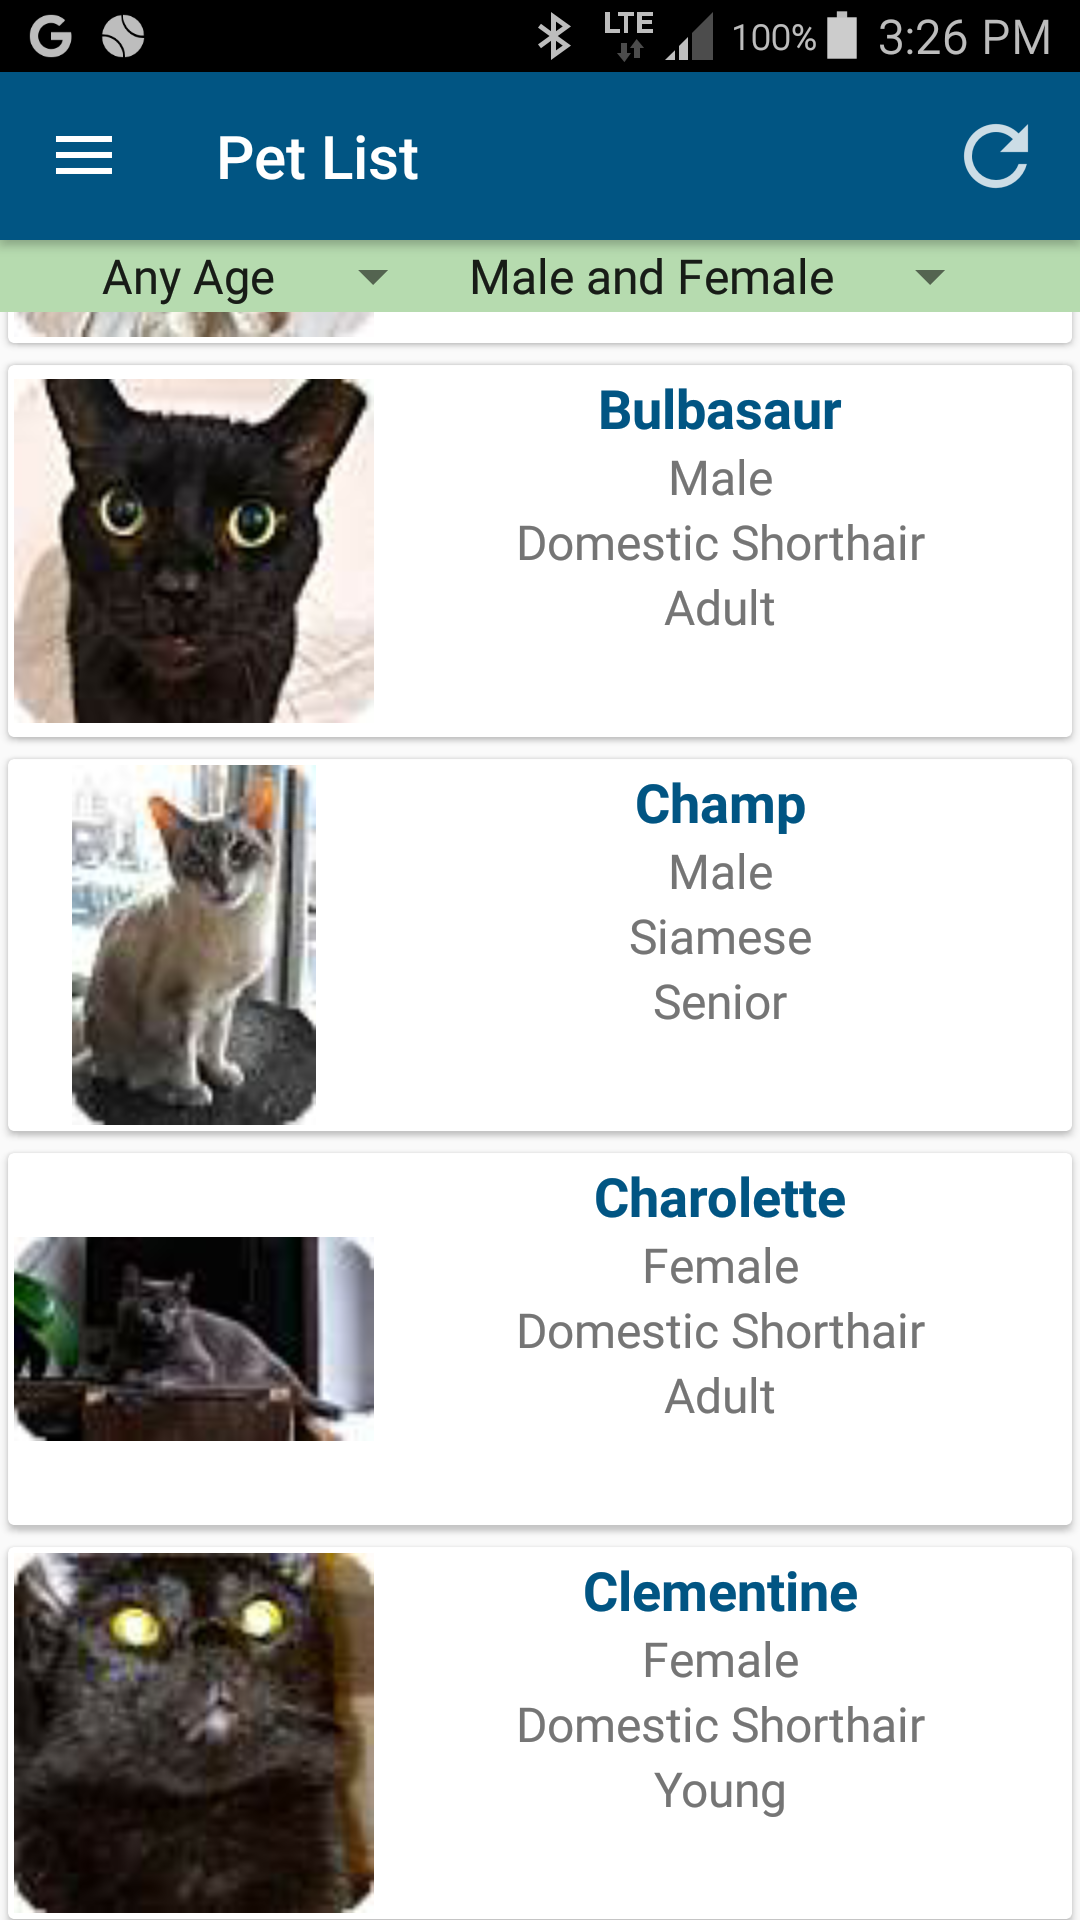 G LTE 100% 3:26 PM
Pet List
Any Age Male and Female
Bulbasaur
Male
Domestic Shorthair
Adult
Champ
Male
Siamese
Senior
Charolette
Female
Domestic Shorthair
Adult
Clementine
Female
Domestic Shorthair
Young